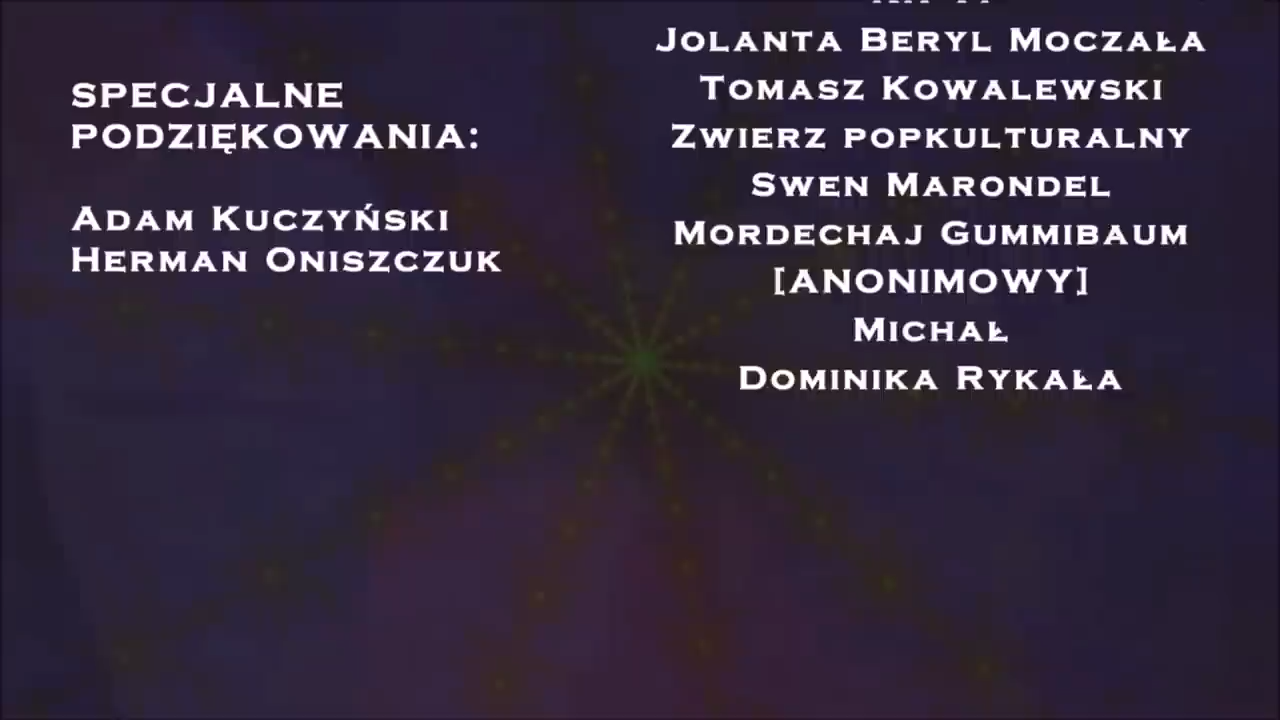 SPECJALNE
PODZIĘKOWANIA:
ADAM KUCZYŃSKI
HERMAN ONISZCZUK
JOLANTA BERYL MOCZAŁA
TOMASZ KOWALEWSKI
ZWIERZ POPKULTURALNY
SWEN MARONDEL
MORDECHAJ GUMMIBAUM
[ANONIMOWY]
MICHAŁ
DOMINIKA RYKAŁA